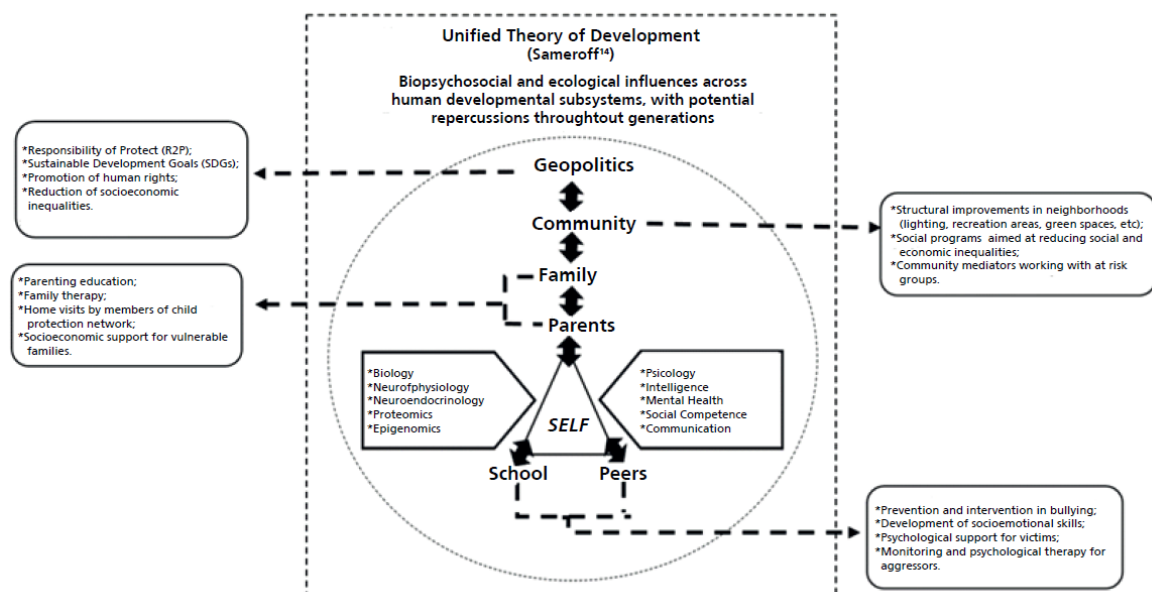 Unified Theory of Development
(Sameroff¹⁴)
Biopsychosocial and ecological influences across
human developmental subsystems, with potential
repercussions throughtout generations
*Responsibility of Protect (R2P);
*Sustainable Development Goals (SDGs);
*Promotion of human rights;
*Reduction of socioeconomic
inequalities.
Geopolitics
Community
*Structural improvements in neighborhoods
(lighting, recreation areas, green spaces, etc);
*Social programs aimed at reducing social and
economic inequalities;
*Community mediators working with at risk
groups.
Family
Parents
*Parenting education;
*Family therapy;
*Home visits by members of child
protection network;
*Socioeconomic support for vulnerable
families.
*Biology
*Neurofphysiology
*Neuroendocrinology
*Proteomics
*Epigenomics
SELF
*Psicology
*Intelligence
*Mental Health
*Social Competence
*Communication
School
Peers
*Prevention and intervention in bullying;
*Development of socioemotional skills;
*Psychological support for victims;
*Monitoring and psychological therapy for
aggressors.